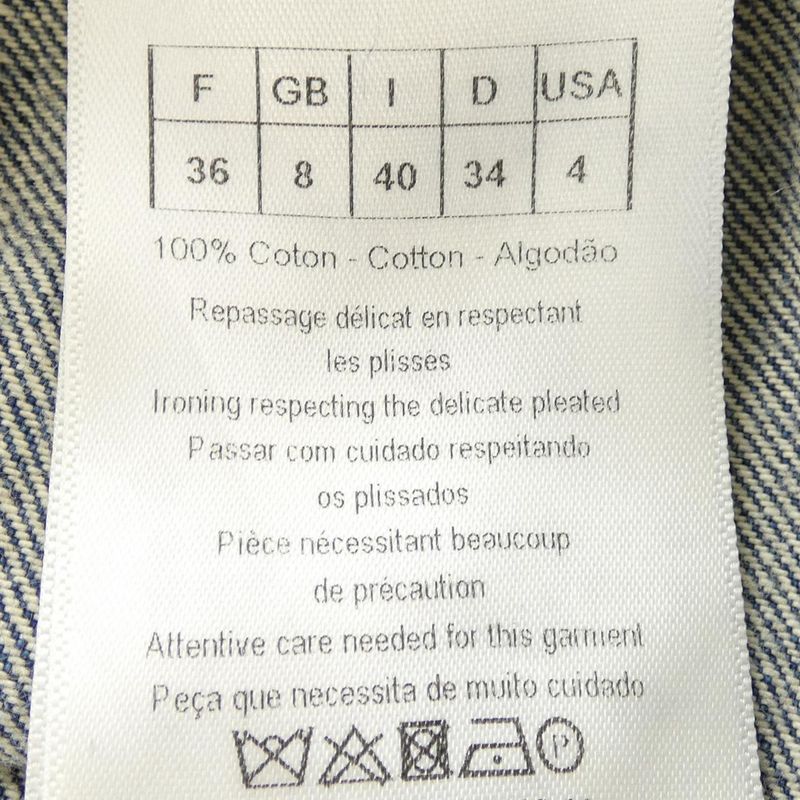 F GB I D USA
36 8 40 34 4
100% Coton - Cotton - Algodão
Repassage délicat en respectant
les plissés
Ironing respecting the delicate pleated
Passar com cuidado respeitando
os plissados
Pièce nécessitant beaucoup
de précaution
Attentive care needed for this garment
Peça que necessita de muito cuidado
P